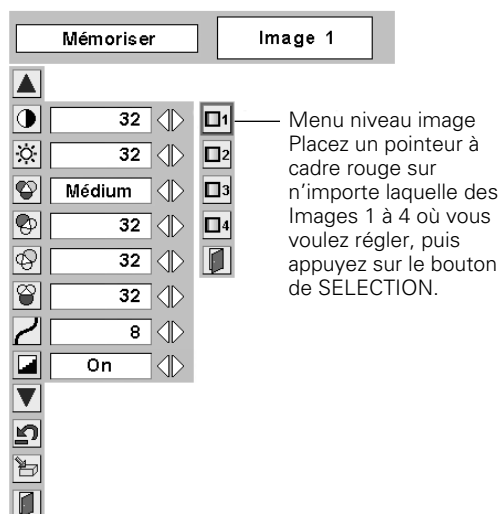 Mémoriser
Image 1
32
32
Médium
32
32
32
8
On
1
2
3
4
Menu niveau image
Placez un pointeur à
cadre rouge sur
n'importe laquelle des
Images 1 à 4 où vous
voulez régler, puis
appuyez sur le bouton
de SELECTION.